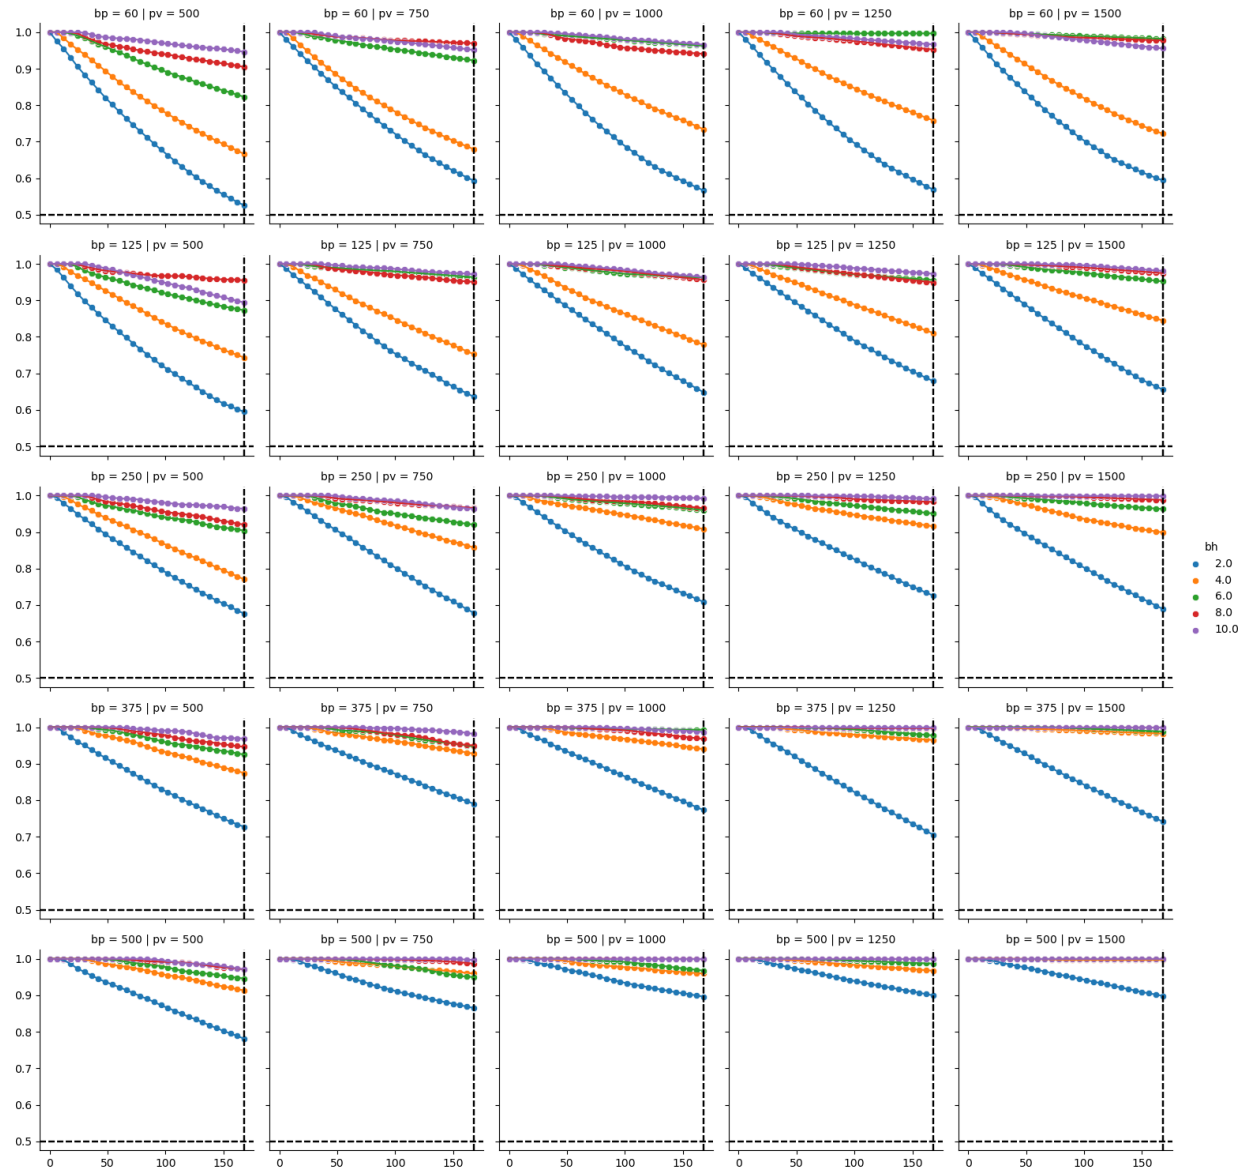 bp = 60 | pv = 500
bp = 60 | pv = 750
bp = 60 | pv = 1000
bp = 60 | pv = 1250
bp = 60 | pv = 1500
1.0
0.9
0.8
0.7
0.6
0.5
bp = 125 | pv = 500
bp = 125 | pv = 750
bp = 125 | pv = 1000
bp = 125 | pv = 1250
bp = 125 | pv = 1500
1.0
0.9
0.8
0.7
0.6
0.5
bp = 250 | pv = 500
bp = 250 | pv = 750
bp = 250 | pv = 1000
bp = 250 | pv = 1250
bp = 250 | pv = 1500
1.0
0.9
0.8
0.7
0.6
0.5
bh
2.0
4.0
6.0
8.0
10.0
bp = 375 | pv = 500
bp = 375 | pv = 750
bp = 375 | pv = 1000
bp = 375 | pv = 1250
bp = 375 | pv = 1500
1.0
0.9
0.8
0.7
0.6
0.5
bp = 500 | pv = 500
bp = 500 | pv = 750
bp = 500 | pv = 1000
bp = 500 | pv = 1250
bp = 500 | pv = 1500
1.0
0.9
0.8
0.7
0.6
0.5
0 50 100 150
0 50 100 150
0 50 100 150
0 50 100 150
0 50 100 150